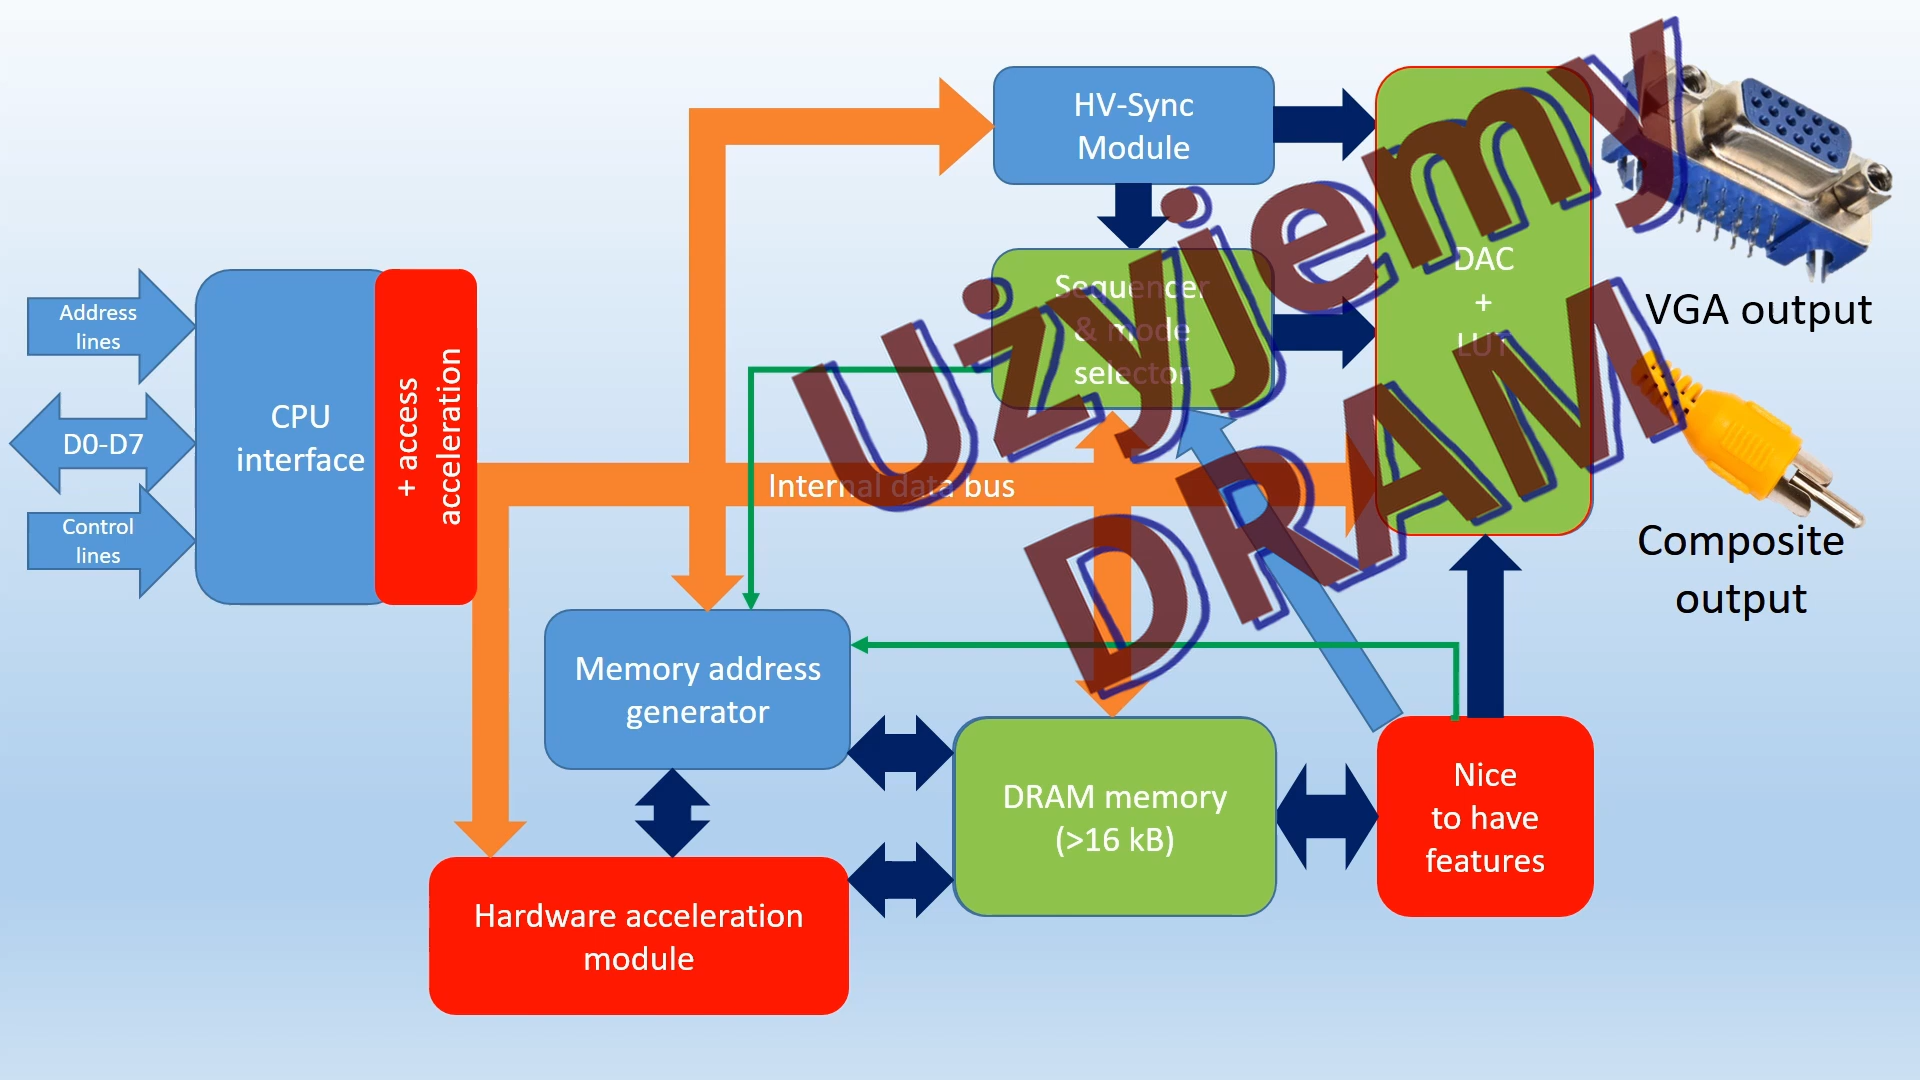 HV-Sync
Module
Sequencer
& mode
selector
DAC
+
LUT
VGA output
Composite
output
Address
lines
D0-D7
Control
lines
CPU
interface
+ access
acceleration
Internal data bus
Użyjemy
DRAM
Memory address
generator
DRAM memory
(>16 kB)
Nice
to have
features
Hardware acceleration
module